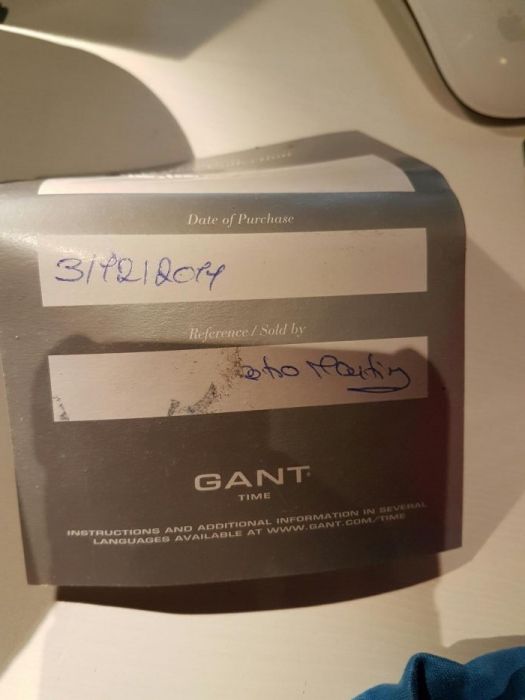 Date of Purchase
3/12/2014
Reference / Sold by
GANT
TIME
INSTRUCTIONS AND ADDITIONAL INFORMATION IN SEVERAL
LANGUAGES AVAILABLE AT WWW.GANT.COM/TIME